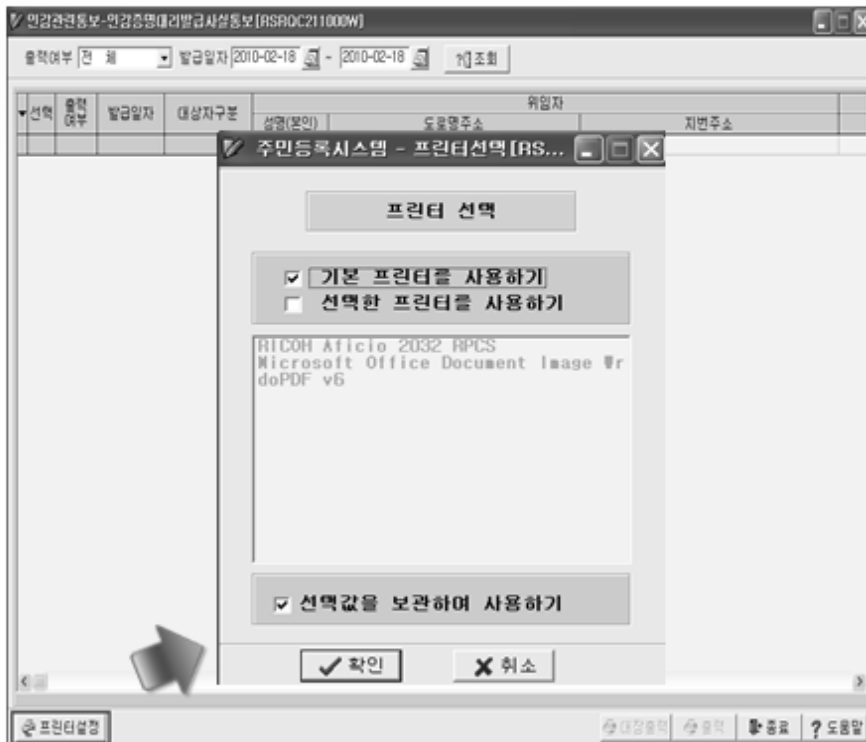 인감관련통보-인감증명대리발급사실통보[RSRQC211000W]
출력여부 전 체 발급일자 2010-02-18 - 2010-02-18 조회
선택 출력여부 발급일자 대상자구분 위임자
성명(본인) 도로명주소 지번주소
주민등록시스템 - 프린터선택[RS...
프린터 선택
기본 프린터를 사용하기
선택한 프린터를 사용하기
RICOH Aficio 2032 RPCS
Microsoft Office Document Image Wr
doPDF v6
선택값을 보관하여 사용하기
확인 취소
프린터설정 대장출력 출력 종료 ? 도움말